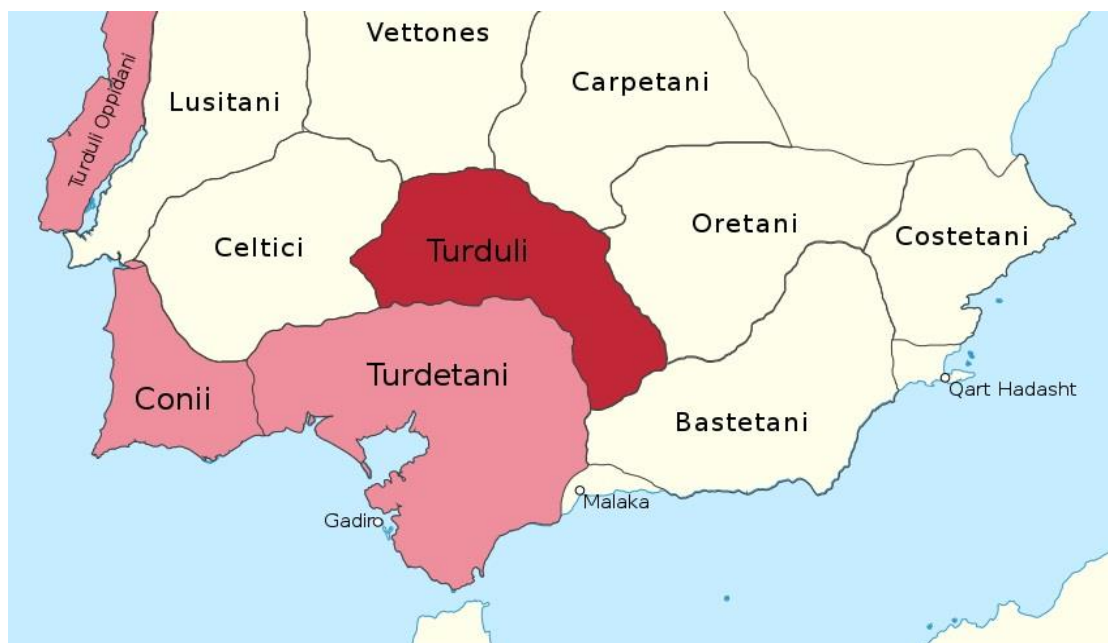 Vettones
Carpetani
Lusitani
Turduli Oppidani
Oretani
Costetani
Celtici
Turduli
Turdetani
Conii
Qart Hadasht
Bastetani
Malaka
Gadiro